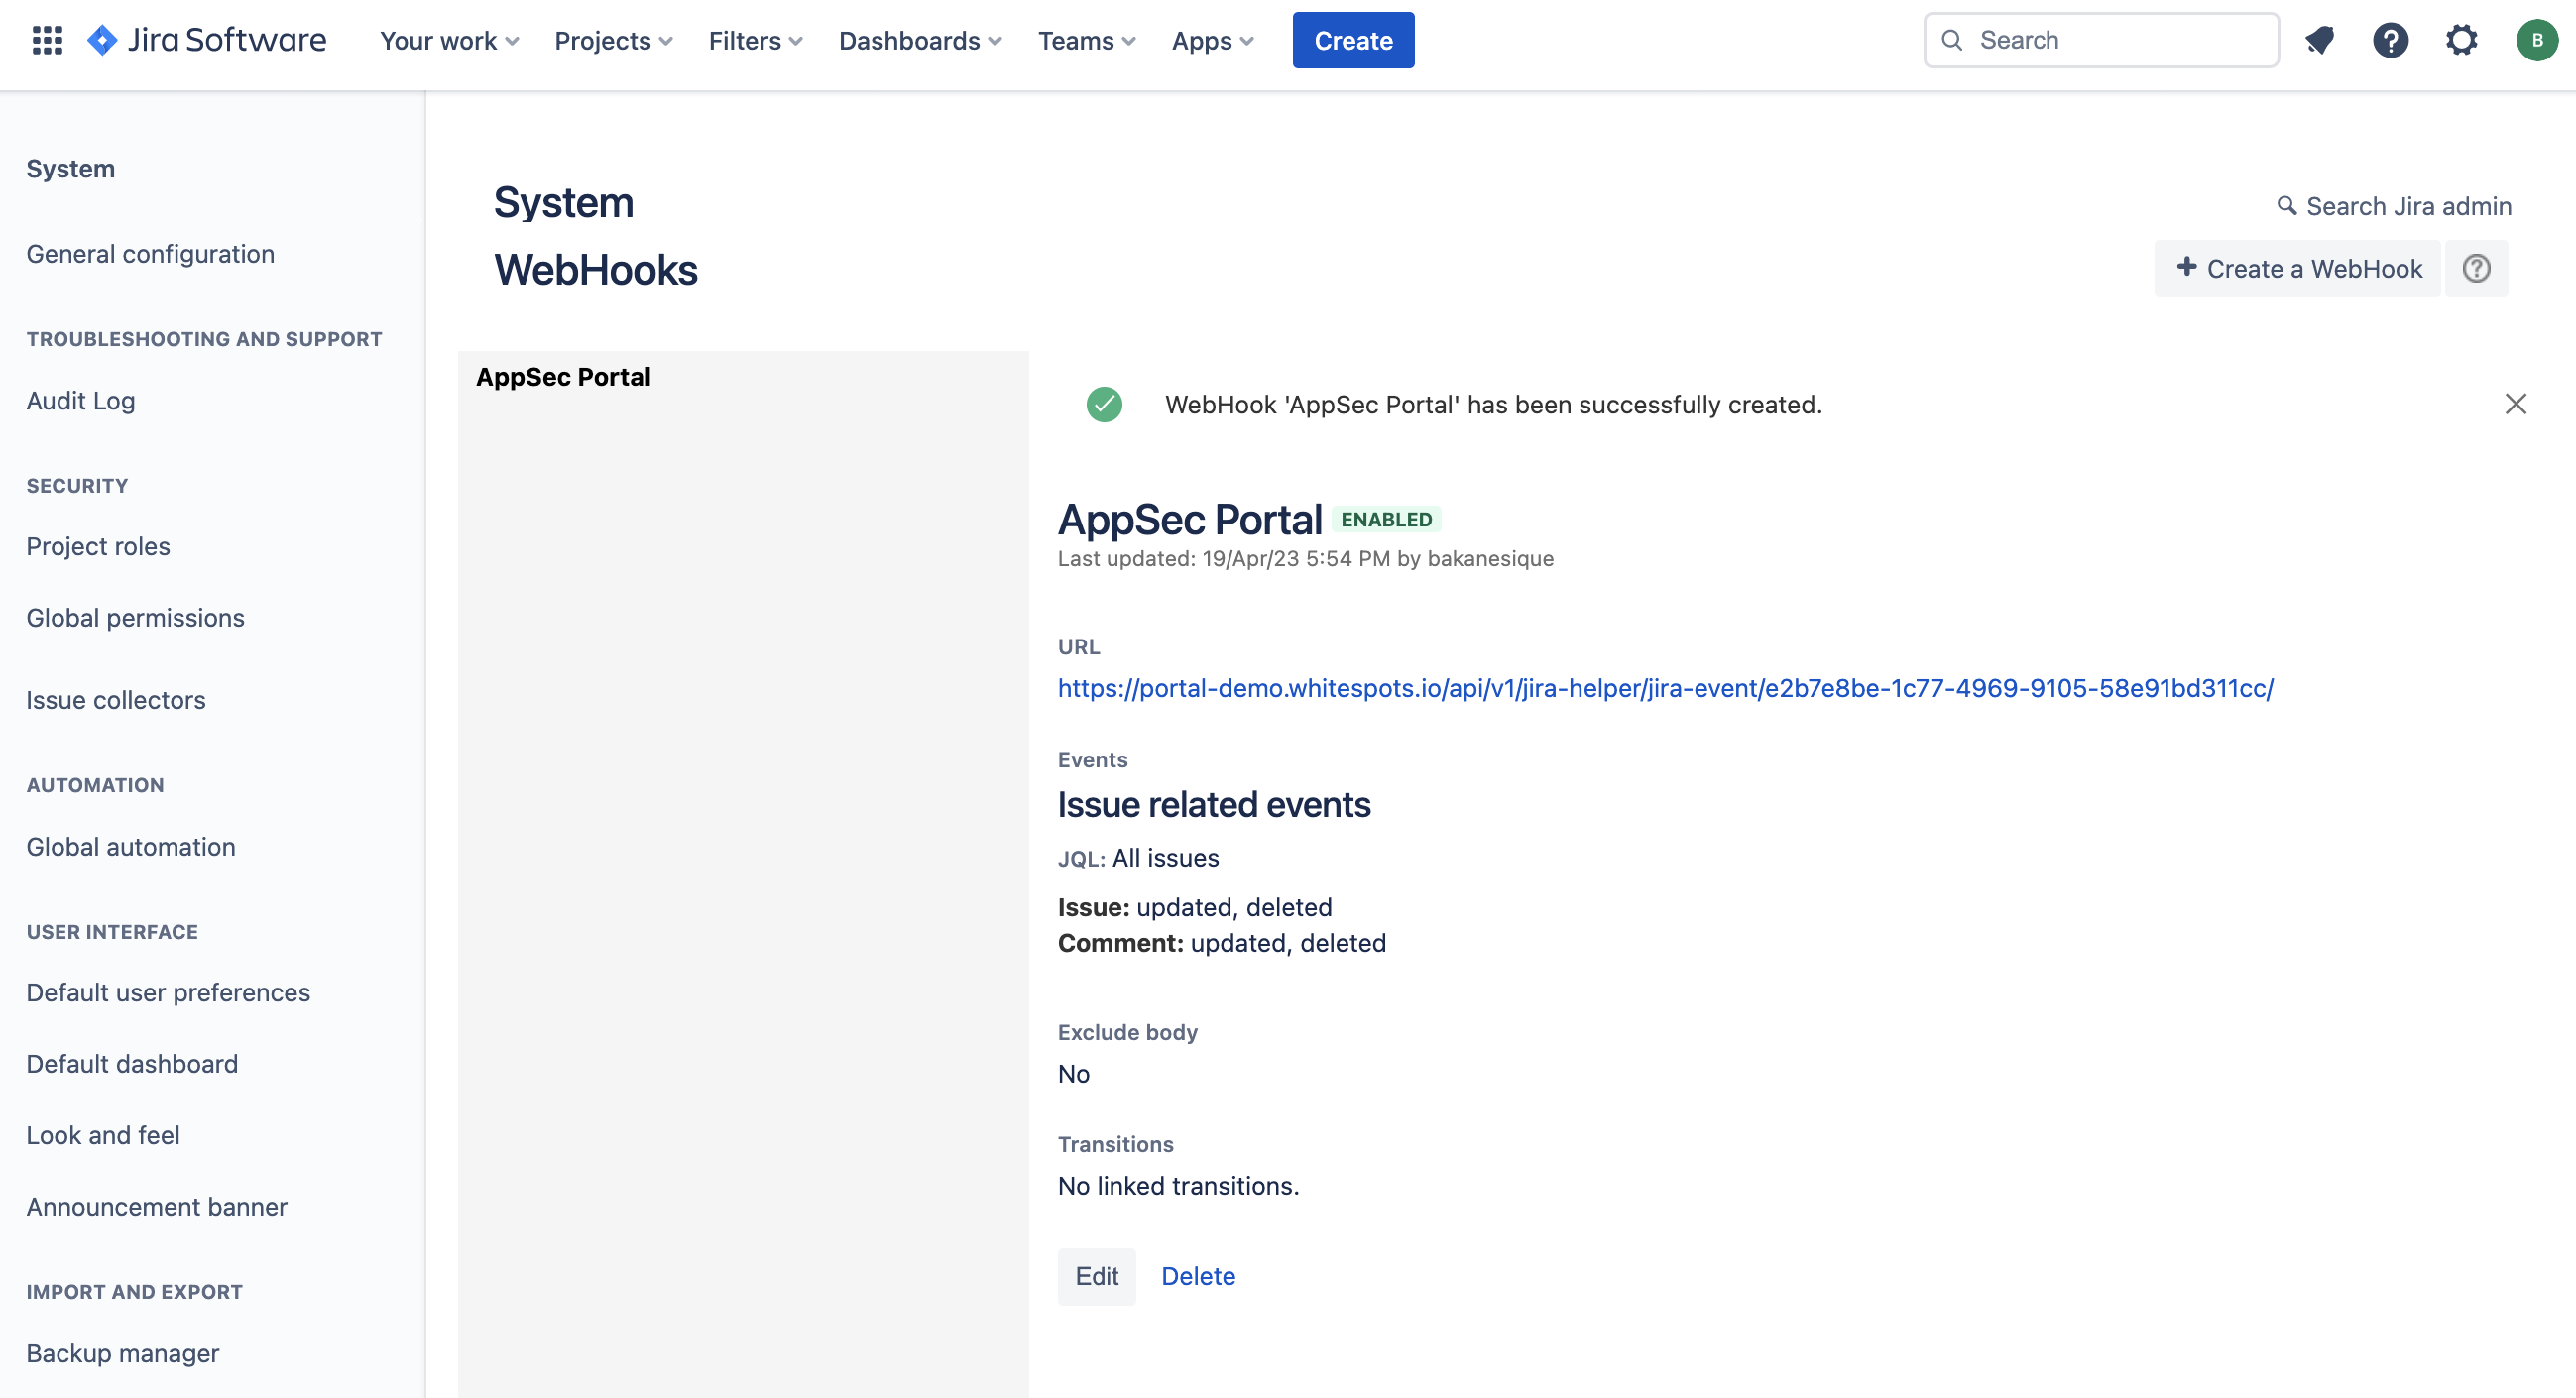 Jira Software Your work Projects Filters Dashboards Teams Apps Create Search B
System
General configuration
TROUBLESHOOTING AND SUPPORT
Audit Log
SECURITY
Project roles
Global permissions
Issue collectors
AUTOMATION
Global automation
USER INTERFACE
Default user preferences
Default dashboard
Look and feel
Announcement banner
IMPORT AND EXPORT
Backup manager
System
Search Jira admin
WebHooks
Create a WebHook
AppSec Portal
WebHook 'AppSec Portal' has been successfully created.
AppSec Portal ENABLED
Last updated: 19/Apr/23 5:54 PM by bakanesique
URL
https://portal-demo.whitespots.io/api/v1/jira-helper/jira-event/e2b7e8be-1c77-4969-9105-58e91bd311cc/
Events
Issue related events
JQL: All issues
Issue: updated, deleted
Comment: updated, deleted
Exclude body
No
Transitions
No linked transitions.
Edit Delete